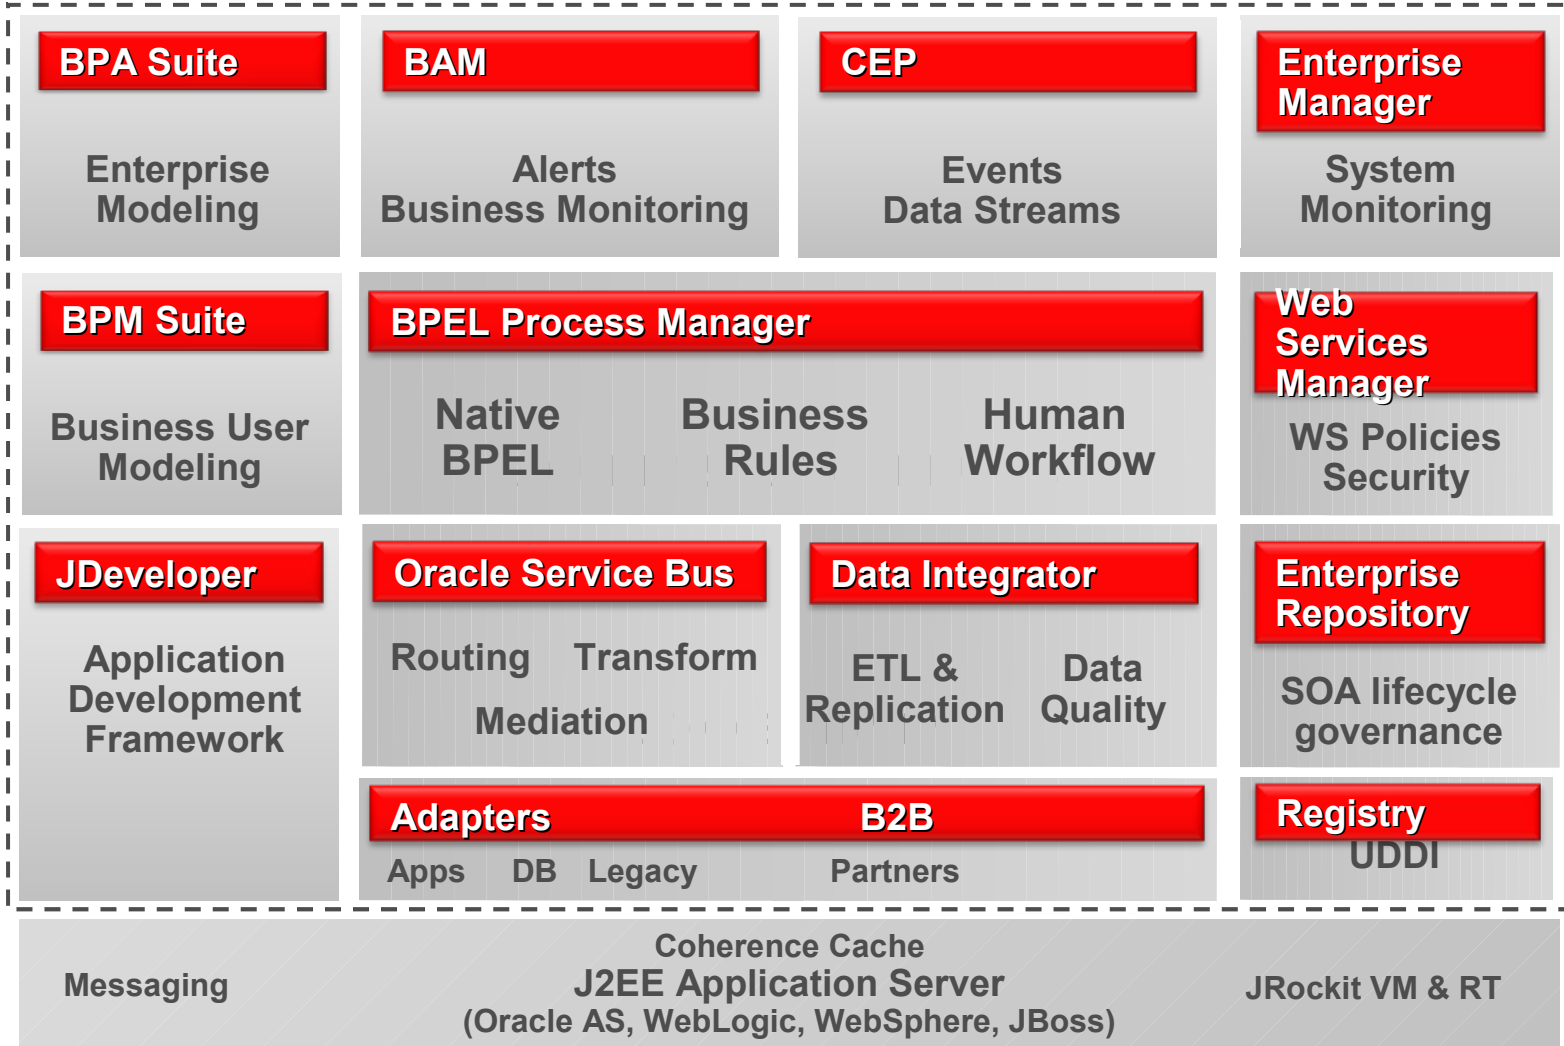 BPA Suite
Enterprise
Modeling
BAM
Alerts
Business Monitoring
CEP
Events
Data Streams
Enterprise
Manager
System
Monitoring
BPM Suite
Business User
Modeling
BPEL Process Manager
Native
BPEL
Business
Rules
Human
Workflow
Web
Services
Manager
WS Policies
Security
JDeveloper
Application
Development
Framework
Oracle Service Bus
Routing Transform
Mediation
Data Integrator
ETL &
Replication
Data
Quality
Enterprise
Repository
SOA lifecycle
governance
Adapters B2B
Apps DB Legacy Partners
Registry
UDDI
Messaging
Coherence Cache
J2EE Application Server
(Oracle AS, WebLogic, WebSphere, JBoss)
JRockit VM & RT